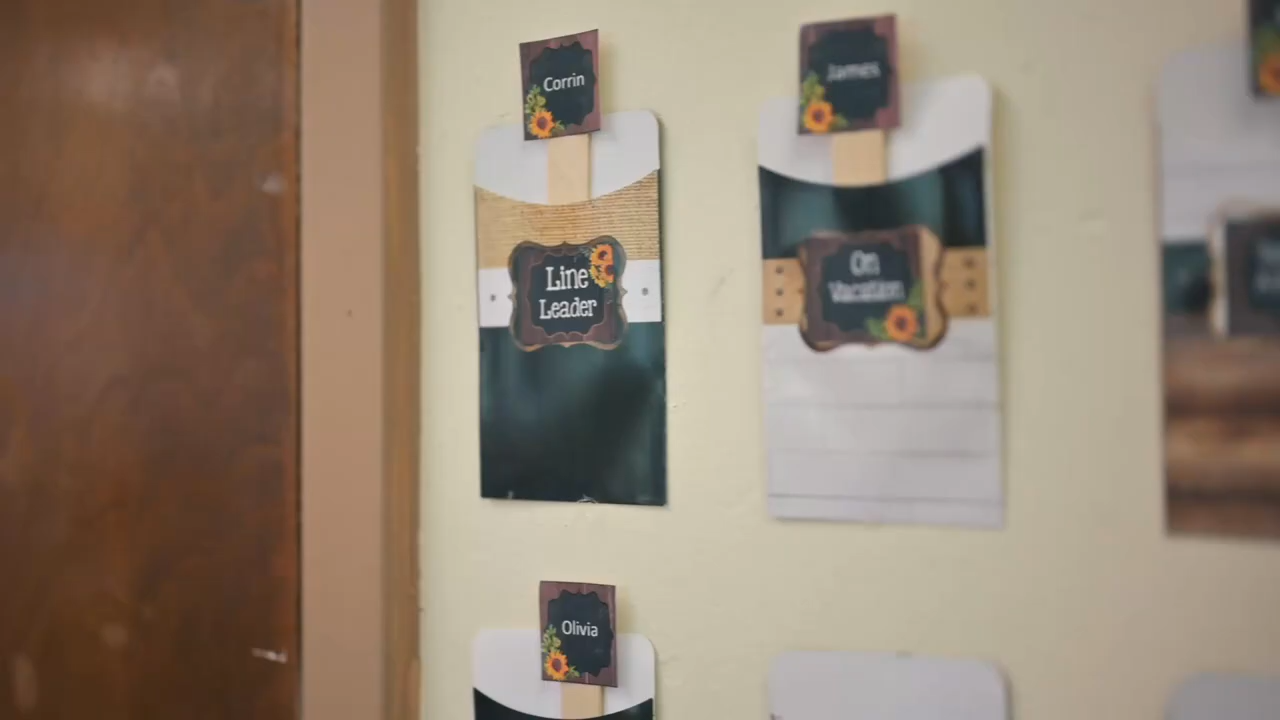 Corrin
James
Line
Leader
On
Vacation
Olivia